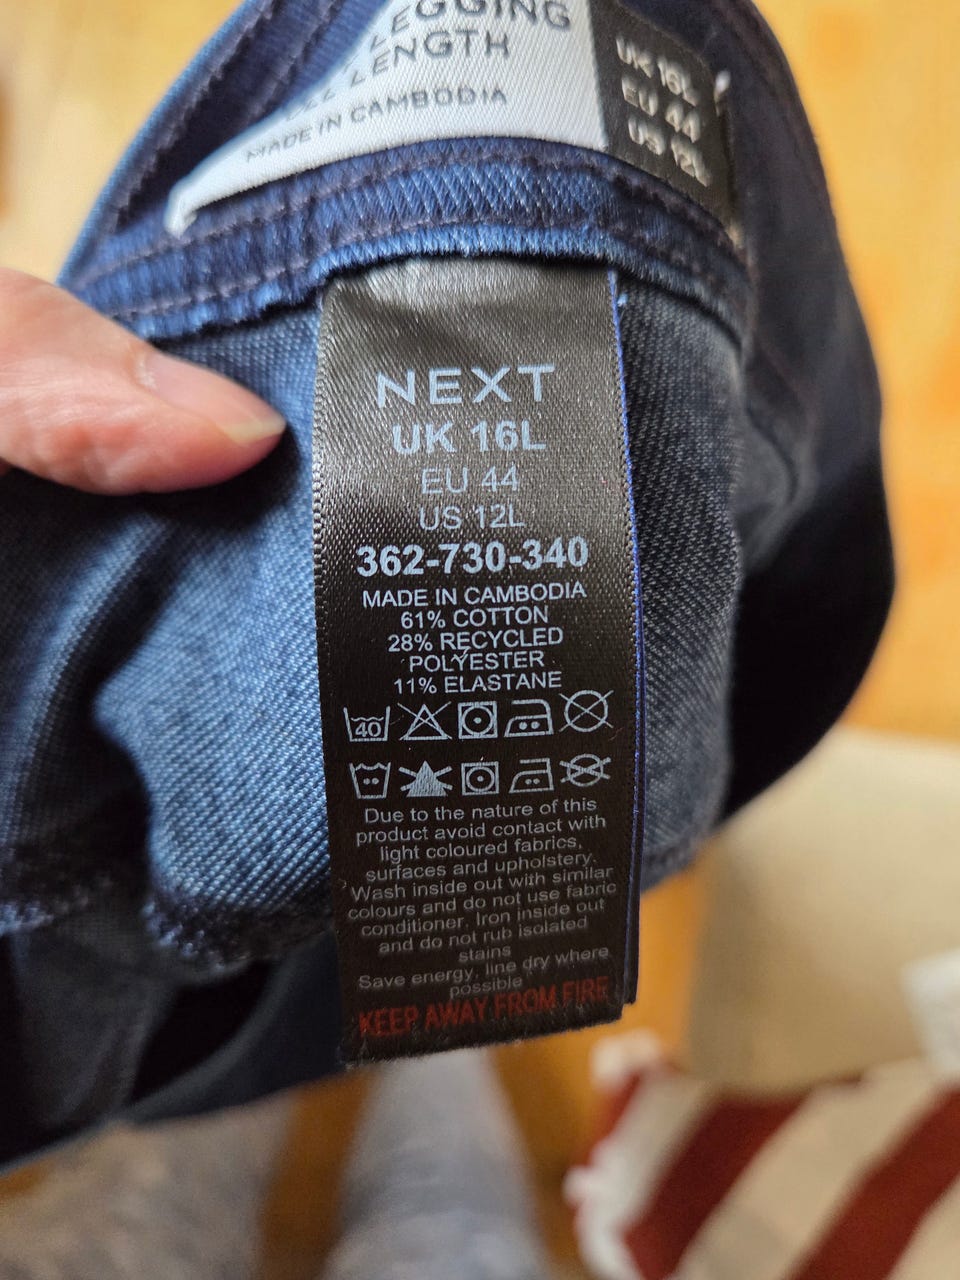 LENGTH
MADE IN CAMBODIA
UK 16L
EU 44
US 12L
NEXT
UK 16L
EU 44
US 12L
362-730-340
MADE IN CAMBODIA
61% COTTON
28% RECYCLED
POLYESTER
11% ELASTANE
40
Due to the nature of this
product avoid contact with
light coloured fabrics,
surfaces and upholstery.
Wash inside out with similar
colours and do not use fabric
conditioner. Iron inside out
and do not rub isolated
stains
Save energy, line dry where
possible
KEEP AWAY FROM FIRE